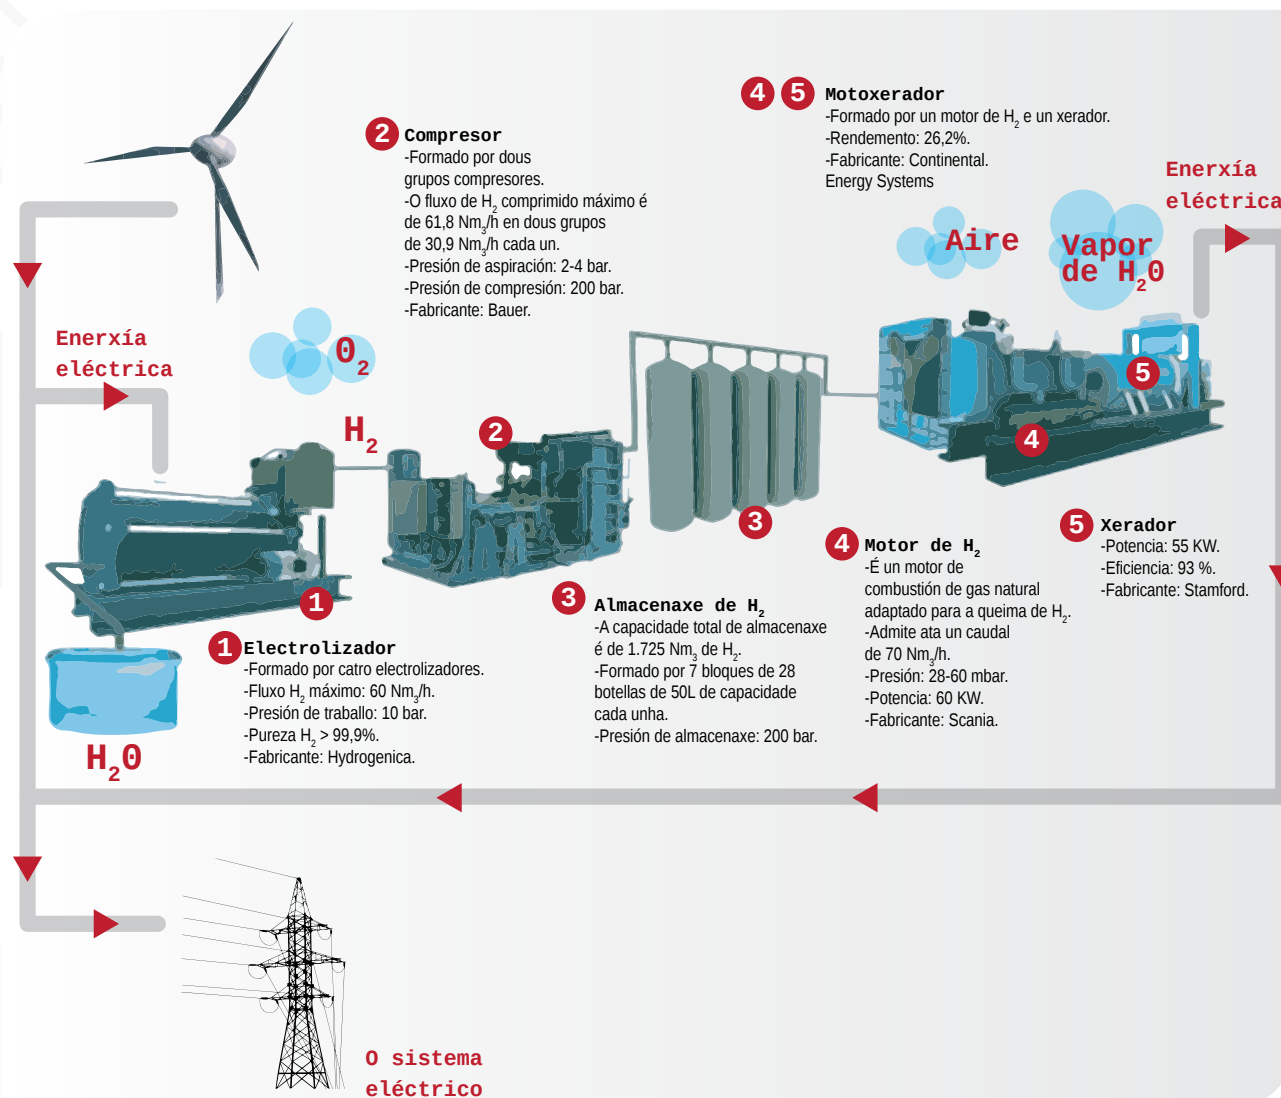 4 5 Motoxerador
-Formado por un motor de H2 e un xerador.
-Rendemento: 26,2%.
-Fabricante: Continental.
Energy Systems
2 Compresor
-Formado por dous
grupos compresores.
-O fluxo de H2 comprimido máximo é
de 61,8 Nm3/h en dous grupos
de 30,9 Nm3/h cada un.
-Presión de aspiración: 2-4 bar.
-Presión de compresión: 200 bar.
-Fabricante: Bauer.
Enerxía
eléctrica
Aire
Vapor
de H20
Enerxía
eléctrica
02
H2
2
5
4
3
1
5 Xerador
-Potencia: 55 KW.
-Eficiencia: 93 %.
-Fabricante: Stamford.
4 Motor de H2
-É un motor de
combustión de gas natural
adaptado para a queima de H2.
-Admite ata un caudal
de 70 Nm3/h.
-Presión: 28-60 mbar.
-Potencia: 60 KW.
-Fabricante: Scania.
3 Almacenaxe de H2
-A capacidade total de almacenaxe
é de 1.725 Nm3 de H2.
-Formado por 7 bloques de 28
botellas de 50L de capacidade
cada unha.
-Presión de almacenaxe: 200 bar.
1 Electrolizador
-Formado por catro electrolizadores.
-Fluxo H2 máximo: 60 Nm3/h.
-Presión de traballo: 10 bar.
-Pureza H2 > 99,9%.
-Fabricante: Hydrogenica.
H20
O sistema
eléctrico